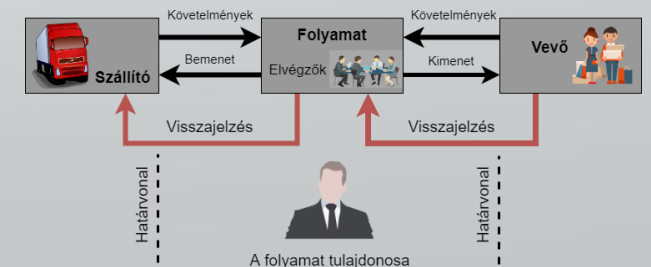 Követelmények
Követelmények
Folyamat
Vevő
Bemenet
Elvégzők
Kimenet
Szállító
Visszajelzés
Visszajelzés
Határvonal
Határvonal
A folyamat tulajdonosa